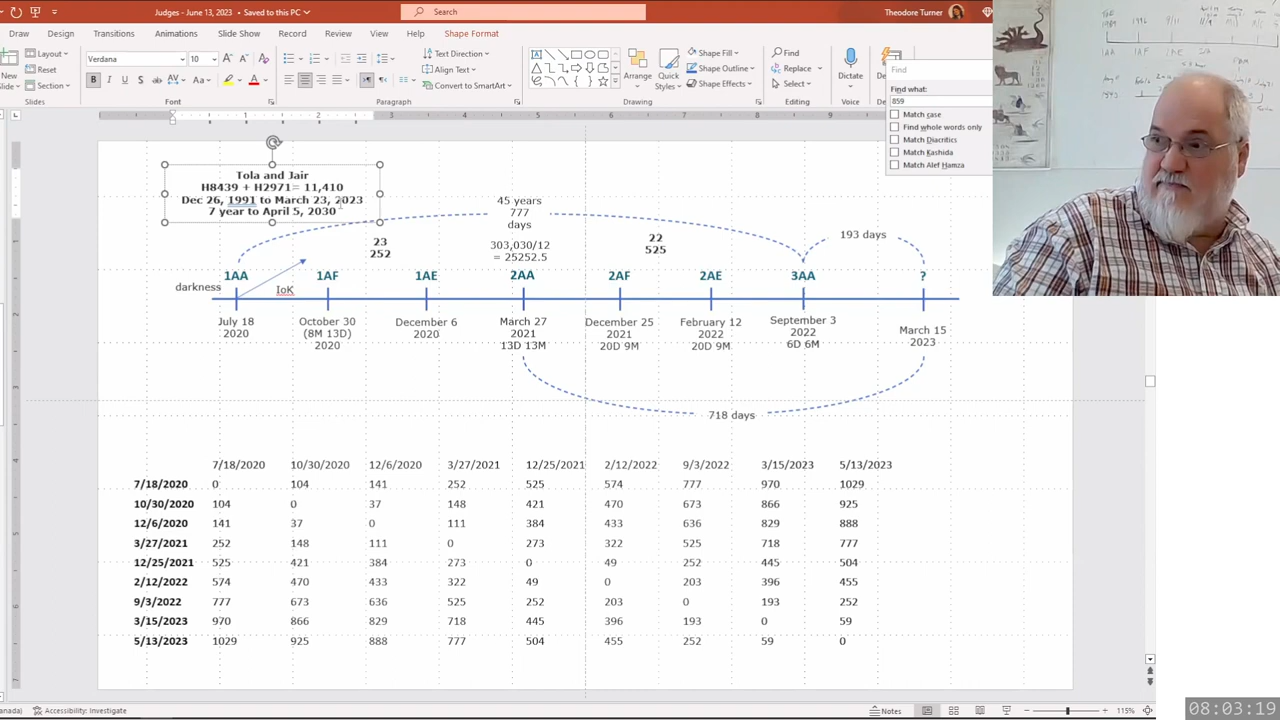 Judges - June 13, 2023 • Saved to this PC
Search
Theodore Turner
Draw
Design
Transitions
Animations
Slide Show
Record
Review
View
Help
Shape Format
New
Layout
Reset
Section
Slides
Verdana
10
Font
Paragraph
Text Direction
Align Text
Convert to SmartArt
Arrange
Quick
Styles
Shape Fill
Shape Outline
Shape Effects
Drawing
Find
Replace
Select
Editing
Dictate
Voice
Find
Find what:
859
Match case
Find whole words only
Match Diacritics
Match Kashida
Match Alef Hamza
Tola and Jair
H8439 + H2971= 11,410
Dec 26, 1991 to March 23, 2023
7 year to April 5, 2030
45 years
777
days
303,030/12
= 25252.5
23
252
22
525
193 days
1AA
1AF
1AE
2AA
2AF
2AE
3AA
?
darkness
IoK
July 18
2020
October 30
(8M 13D)
2020
December 6
2020
March 27
2021
13D 13M
December 25
2021
20D 9M
February 12
2022
20D 9M
September 3
2022
6D 6M
March 15
2023
718 days
7/18/2020 10/30/2020 12/6/2020 3/27/2021 12/25/2021 2/12/2022 9/3/2022 3/15/2023 5/13/2023
7/18/2020 0 104 141 252 525 574 777 970 1029
10/30/2020 104 0 37 148 421 470 673 866 925
12/6/2020 141 37 0 111 384 433 636 829 888
3/27/2021 252 148 111 0 273 322 525 718 777
12/25/2021 525 421 384 273 0 49 252 445 504
2/12/2022 574 470 433 322 49 0 203 396 455
9/3/2022 777 673 636 525 252 203 0 193 252
3/15/2023 970 866 829 718 445 396 193 0 59
5/13/2023 1029 925 888 777 504 455 252 59 0
Accessibility: Investigate
Notes
115%
08:03:19